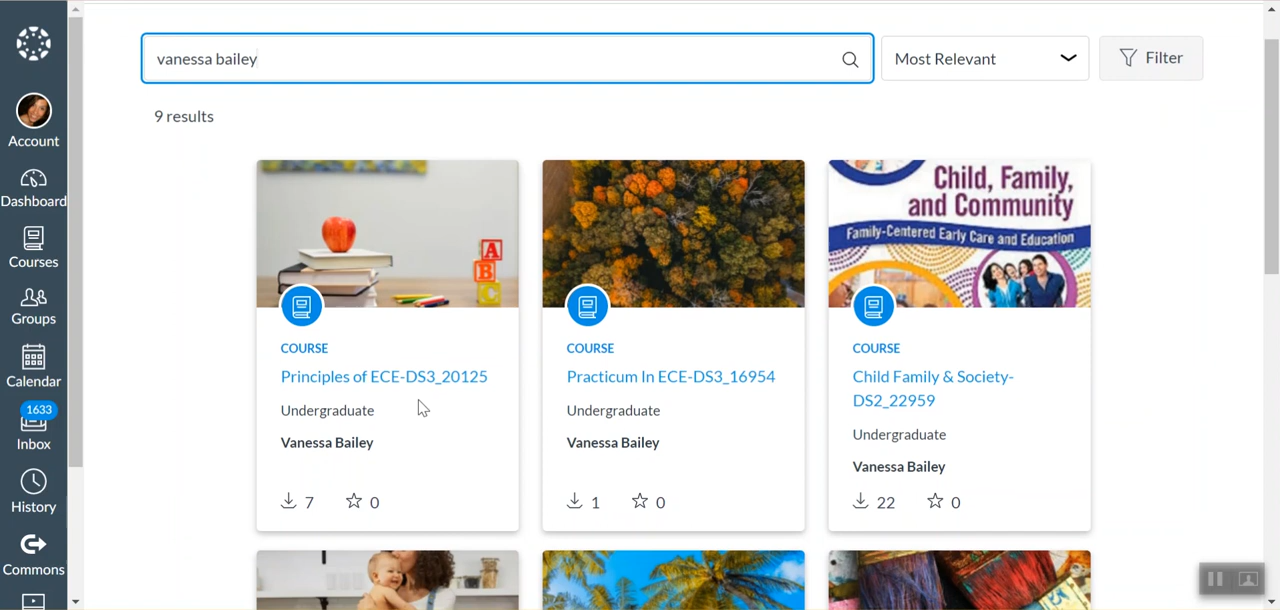 vanessa bailey
Most Relevant
Filter
9 results
Account
Dashboard
Courses
Groups
Calendar
1633
Inbox
History
Commons
A
B
C
COURSE
Principles of ECE-DS3_20125
Undergraduate
Vanessa Bailey
7
0
COURSE
Practicum In ECE-DS3_16954
Undergraduate
Vanessa Bailey
1
0
Child, Family,
and Community
Family-Centered Early Care and Education
COURSE
Child Family & Society-
DS2_22959
Undergraduate
Vanessa Bailey
22
0